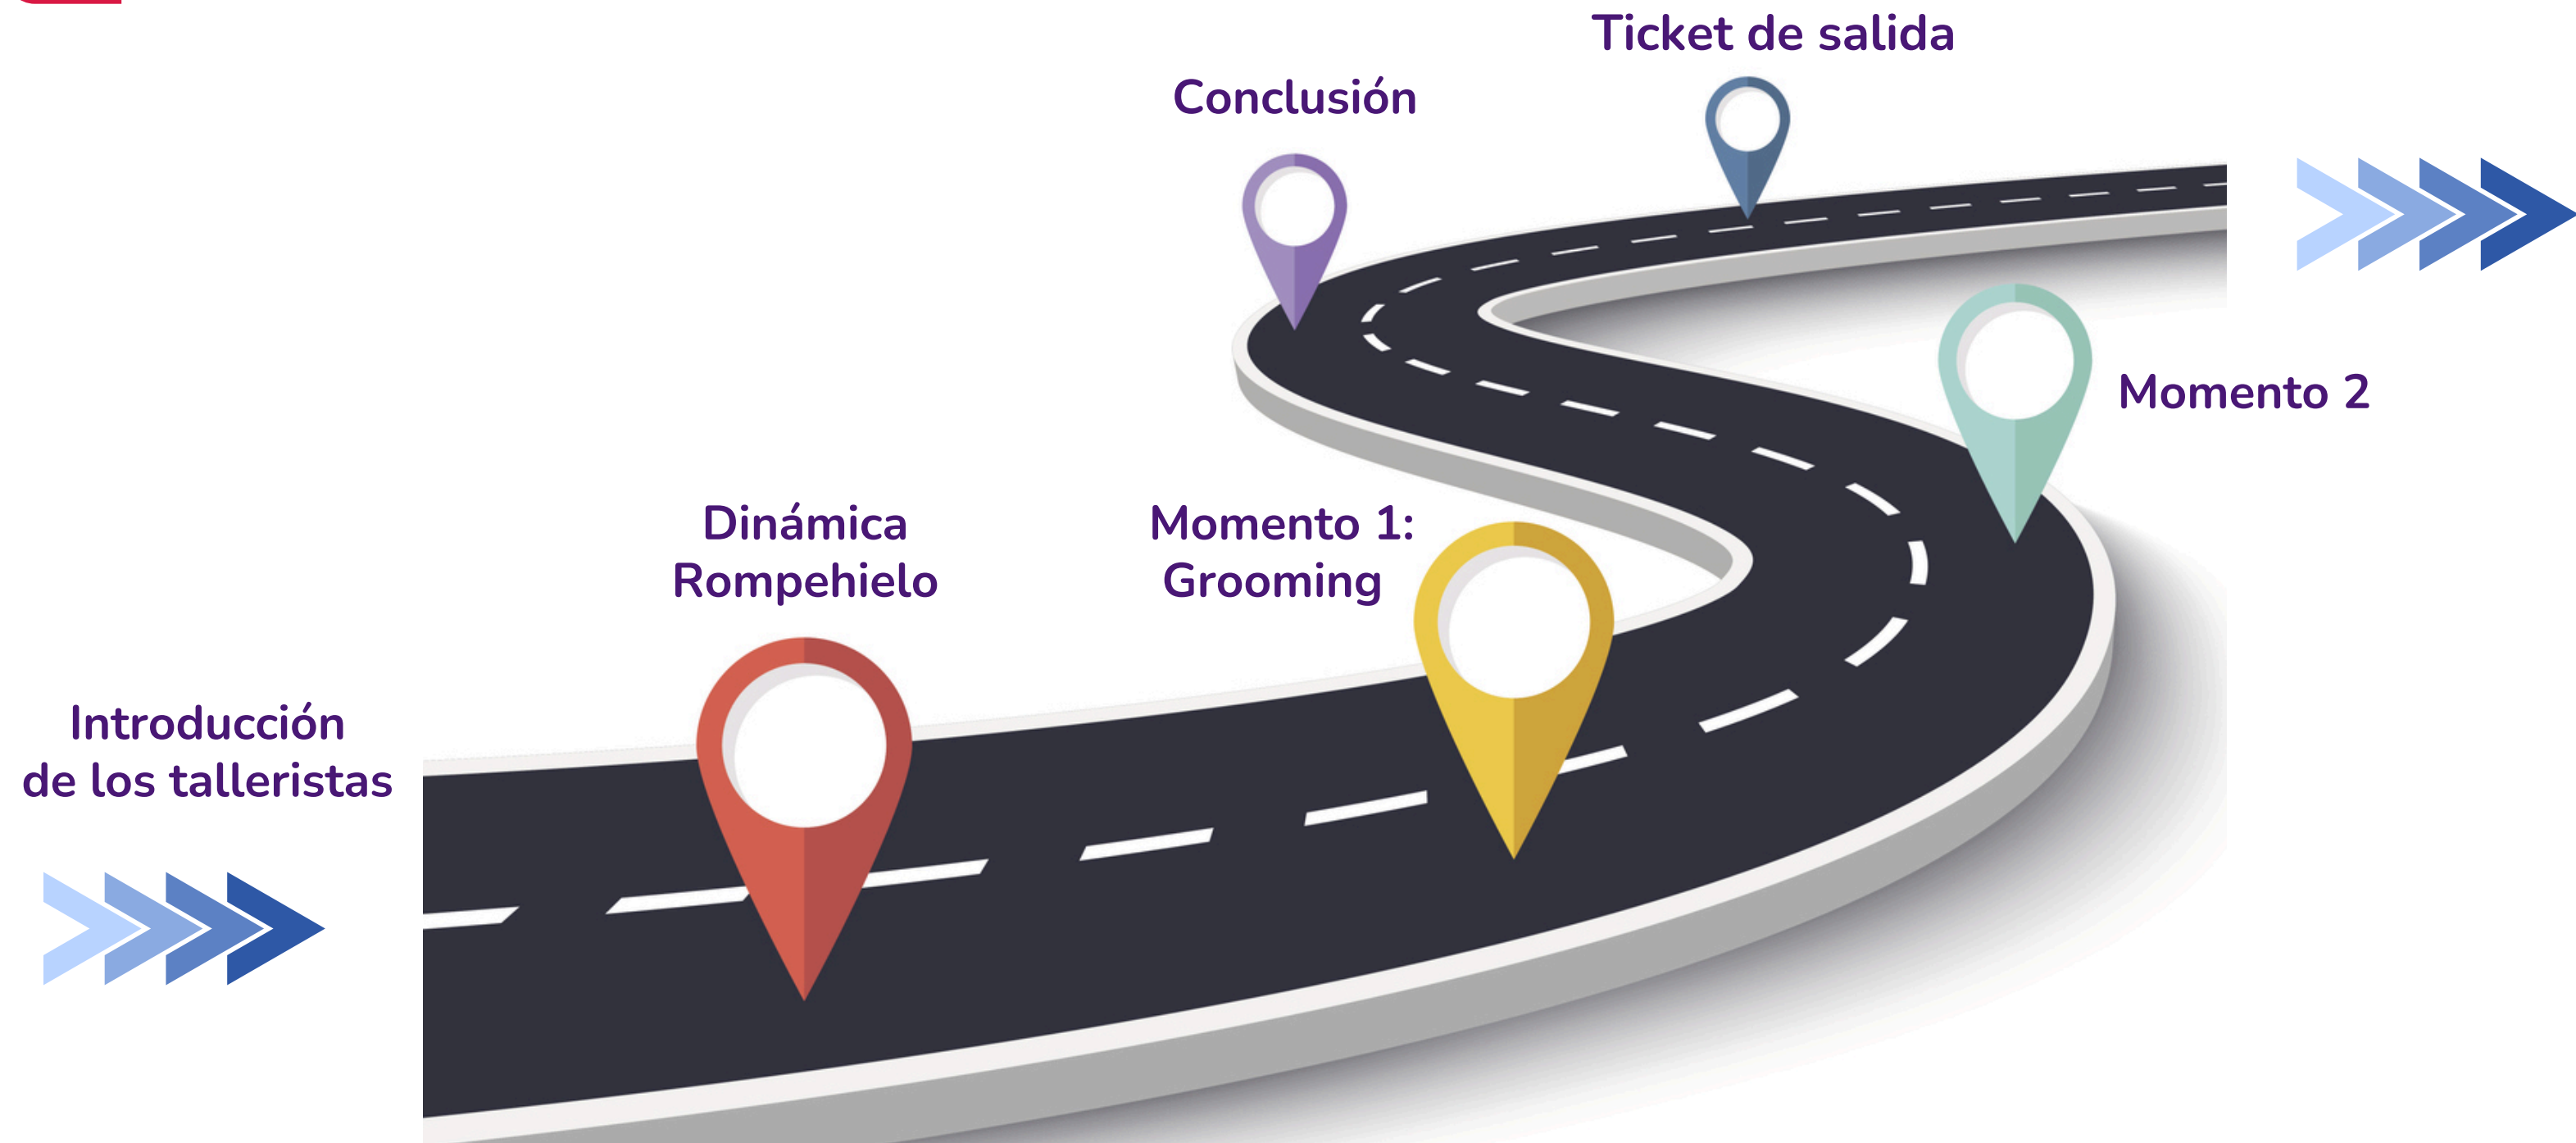 Ticket de salida
Conclusión
Momento 2
Dinámica
Rompehielo
Momento 1:
Grooming
Introducción
de los talleristas